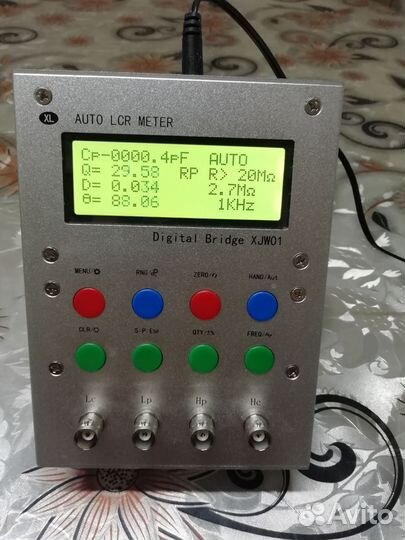 XL AUTO LCR METER
Cp-0000.4pF AUTO
Q= 29.58 RP R> 20MΩ
D= 0.034 2.7MΩ
θ= 88.06 1KHz
Digital Bridge XJW01
MENU/ RNG/ ZERO/ HAND/Aut
CLR/ S-P/ESR QTY/±% FREQ/
Lc Lp Hp Hc
Avito